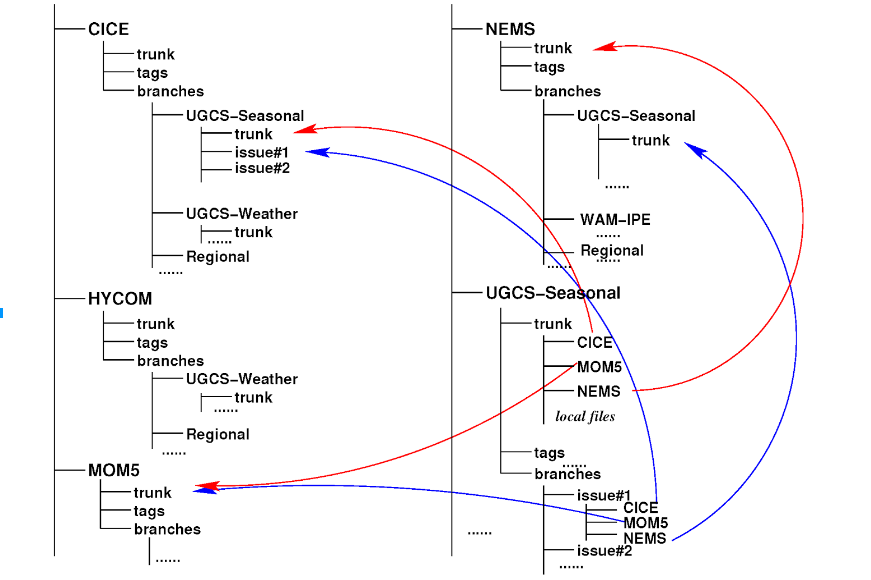 CICE
trunk
tags
branches
UGCS-Seasonal
trunk
issue#1
issue#2
UGCS-Weather
trunk
......
Regional
......
HYCOM
trunk
tags
branches
UGCS-Weather
trunk
......
Regional
......
MOM5
trunk
tags
branches
......
NEMS
trunk
tags
branches
UGCS-Seasonal
trunk
......
WAM-IPE
......
Regional
......
......
UGCS-Seasonal
trunk
CICE
MOM5
NEMS
local files
tags
......
branches
issue#1
CICE
MOM5
NEMS
issue#2
......
......